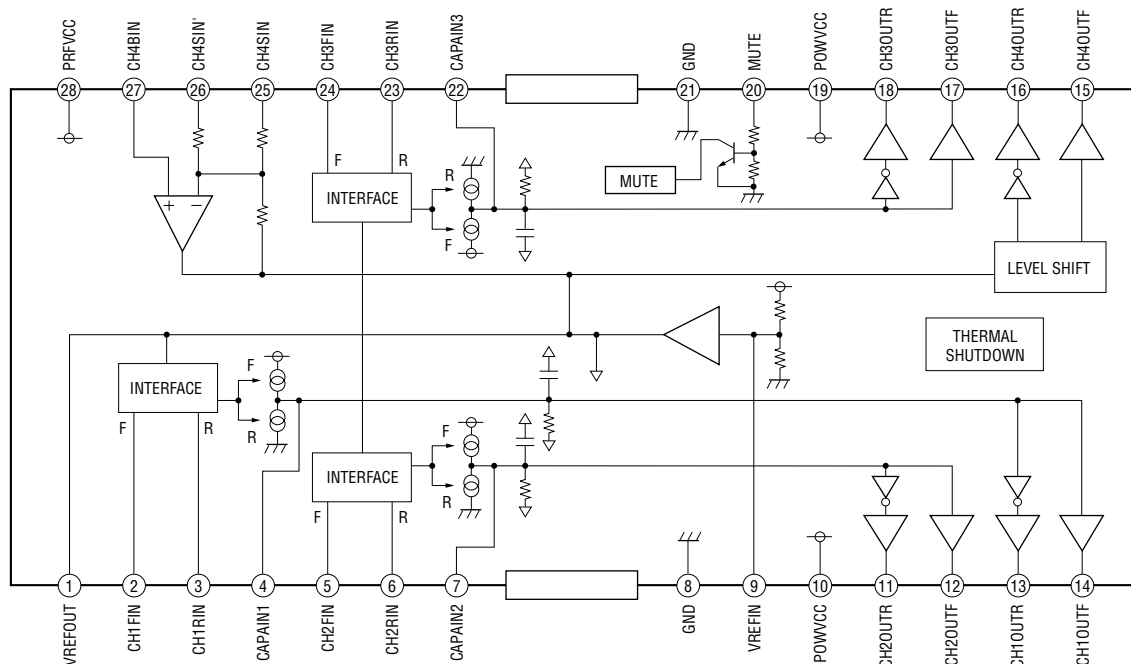 PRFVCC
CH4BIN
CH4SIN'
CH4SIN
CH3FIN
CH3RIN
CAPAIN3
GND
MUTE
POWVCC
CH3OUTR
CH3OUTF
CH4OUTR
CH4OUTF
28 27 26 25 24 23 22 21 20 19 18 17 16 15
F R
R
MUTE
INTERFACE
+ −
F
LEVEL SHIFT
THERMAL
SHUTDOWN
F
INTERFACE
R
F R
F
INTERFACE
R
F R
1 2 3 4 5 6 7 8 9 10 11 12 13 14
VREFOUT
CH1FIN
CH1RIN
CAPAIN1
CH2FIN
CH2RIN
CAPAIN2
GND
VREFIN
POWVCC
CH2OUTR
CH2OUTF
CH1OUTR
CH1OUTF